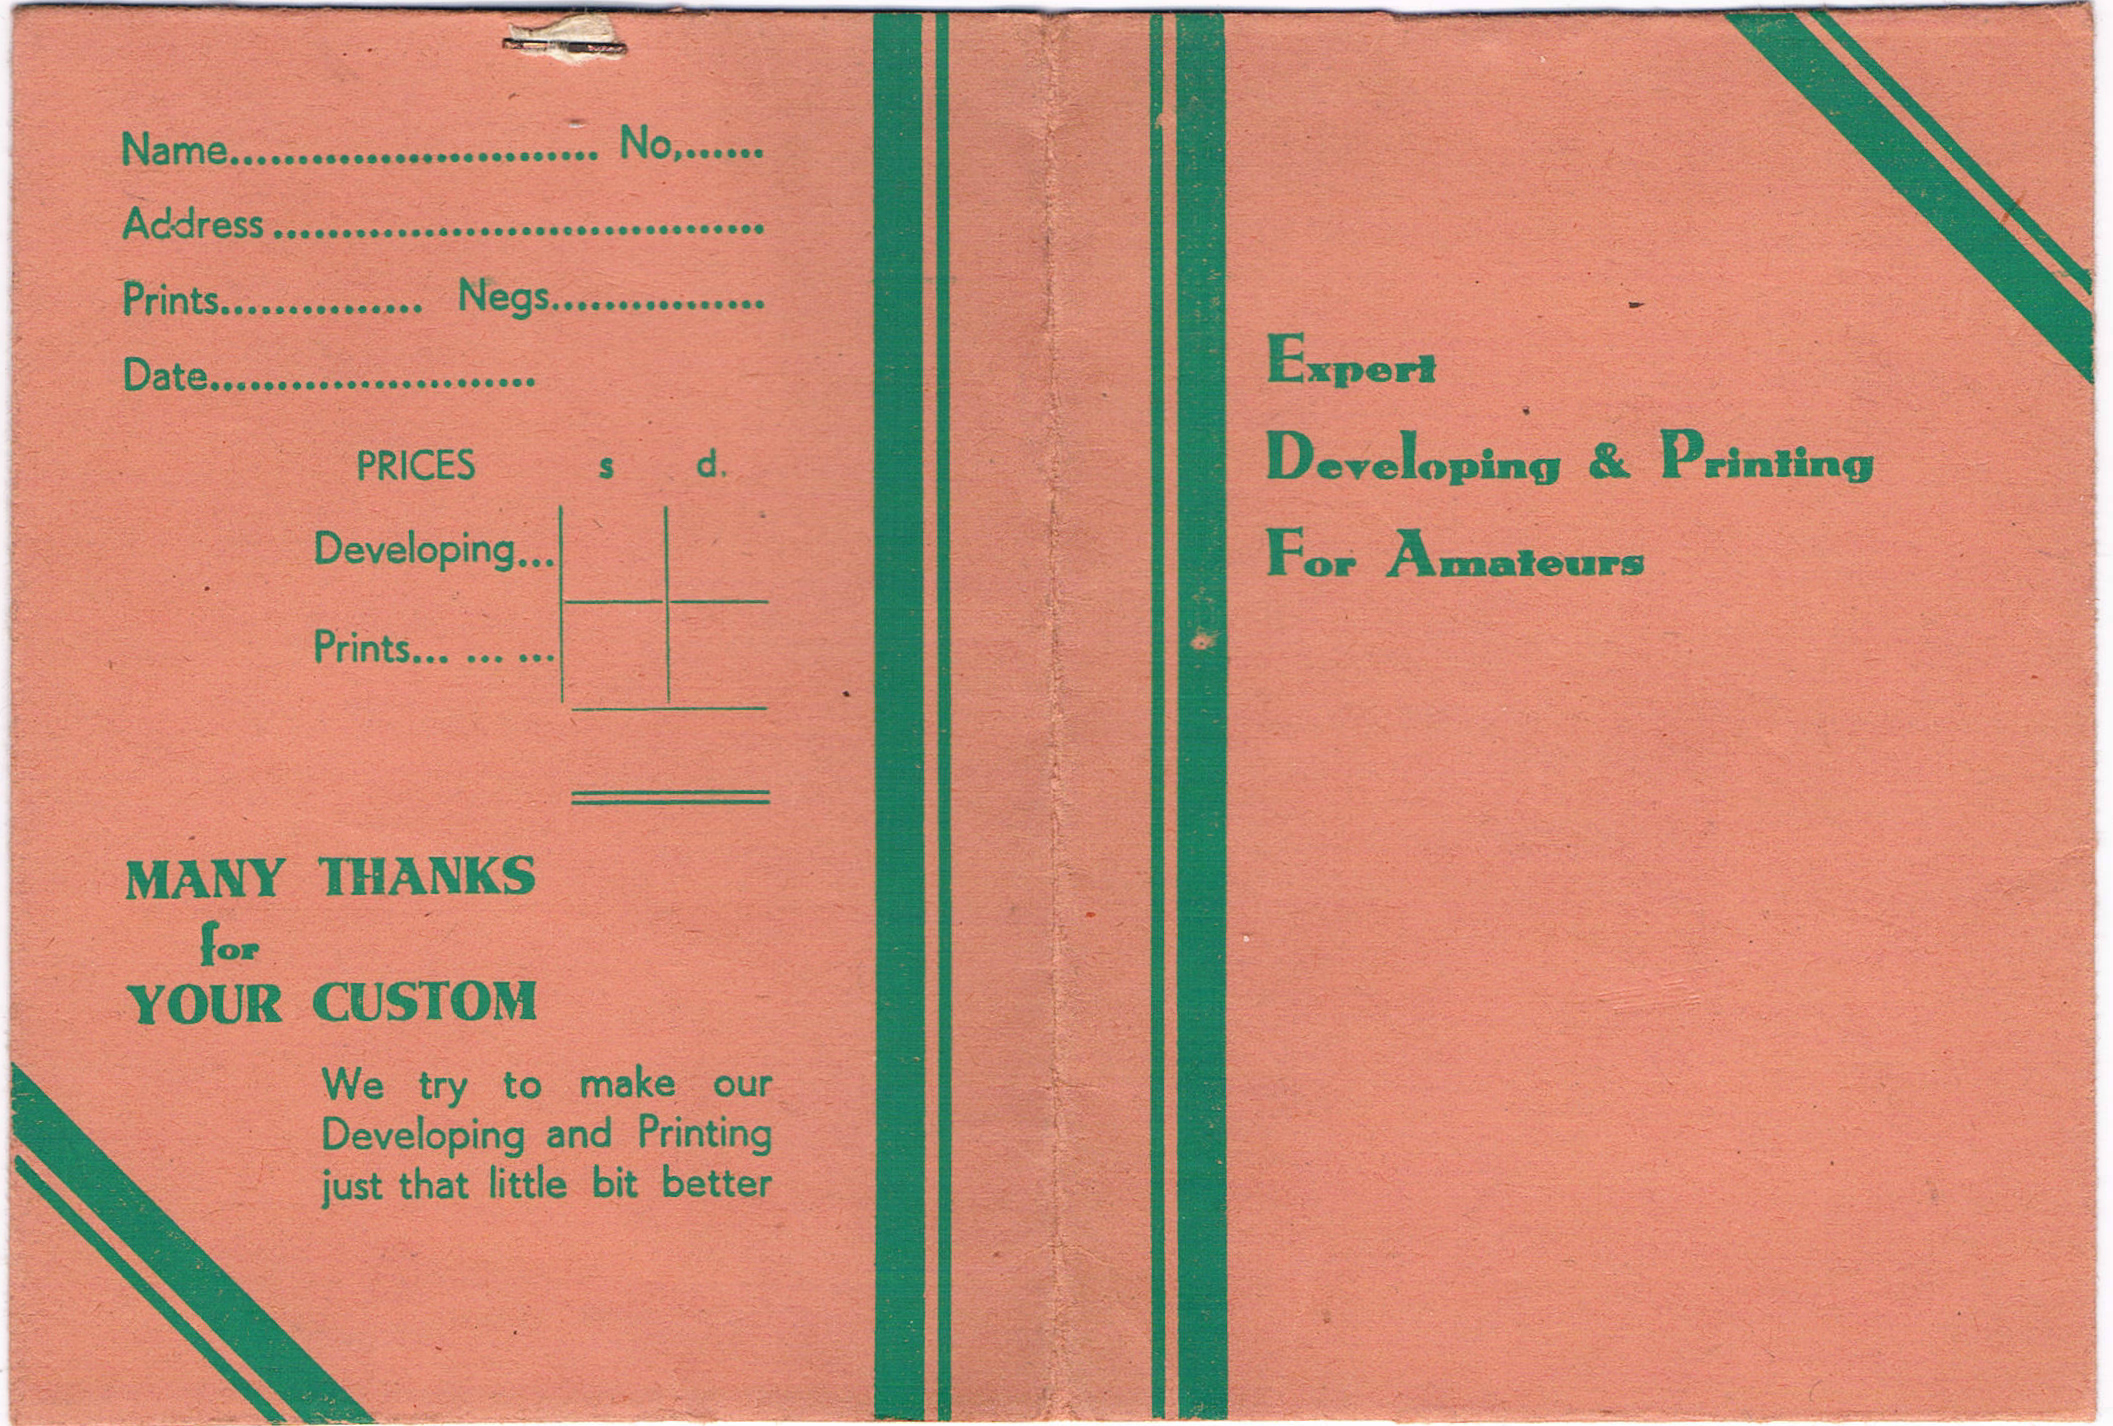 Name........................... No,......
Address....................................
Prints............... Negs................
Date........................
PRICES s d.
Developing...
Prints... ... ...
MANY THANKS
for
YOUR CUSTOM
We try to make our
Developing and Printing
just that little bit better
Expert
Developing & Printing
For Amateurs